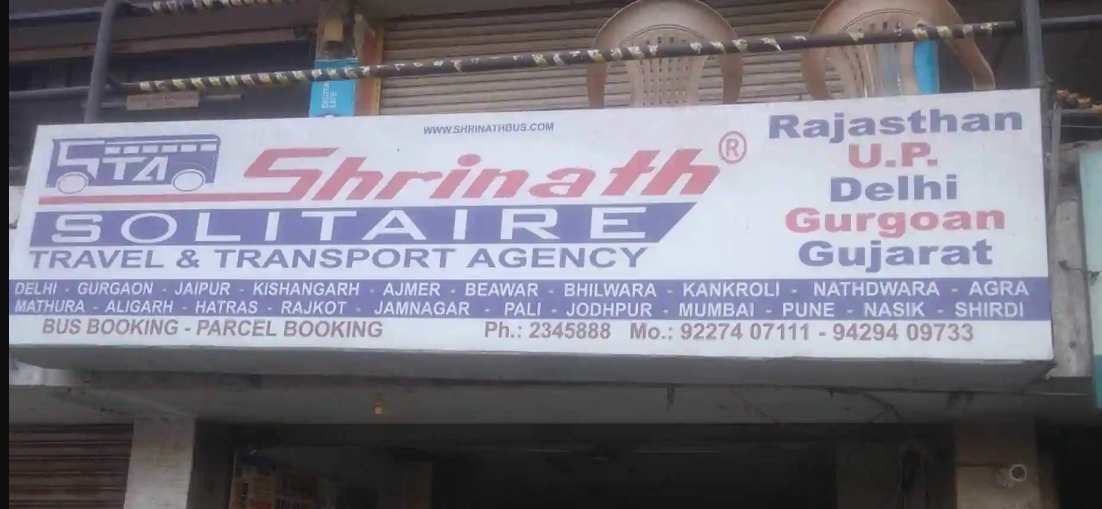 WWW.SHRINATHBUS.COM
STA
Shrinath®
SOLITAIRE
TRAVEL & TRANSPORT AGENCY
Rajasthan
U.P.
Delhi
Gurgoan
Gujarat
DELHI - GURGAON - JAIPUR - KISHANGARH - AJMER - BEAWAR - BHILWARA - KANKROLI - NATHDWARA - AGRA
MATHURA - ALIGARH - HATRAS - RAJKOT - JAMNAGAR - PALI - JODHPUR - MUMBAI - PUNE - NASIK - SHIRDI
BUS BOOKING - PARCEL BOOKING Ph.: 2345888 Mo.: 92274 07111 - 94294 09733